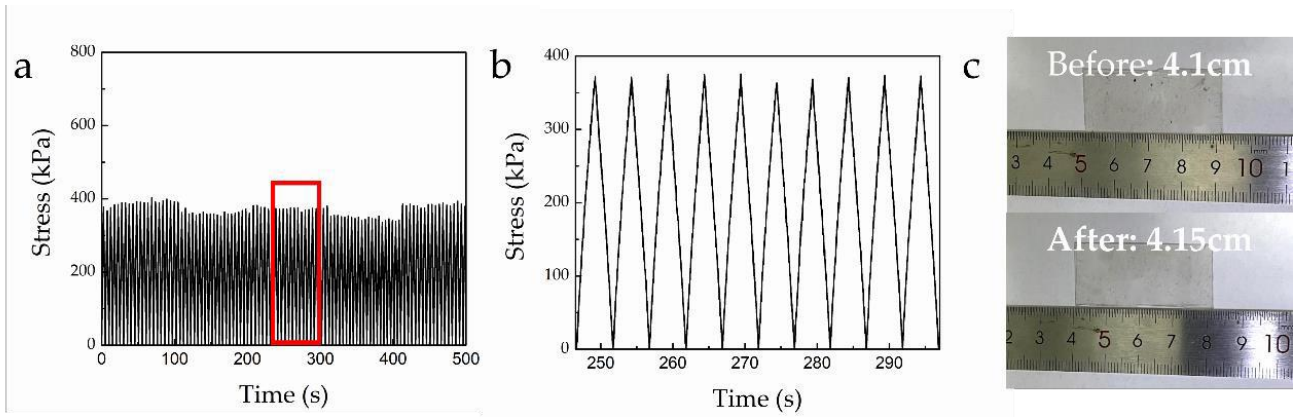 a
800
600
400
200
0
Stress (kPa)
0 100 200 300 400 500
Time (s)
b
400
300
200
100
0
Stress (kPa)
250 260 270 280 290
Time (s)
c
Before: 4.1cm
3 4 5 6 7 8 9 10 1
After: 4.15cm
2 3 4 5 6 7 8 9 10